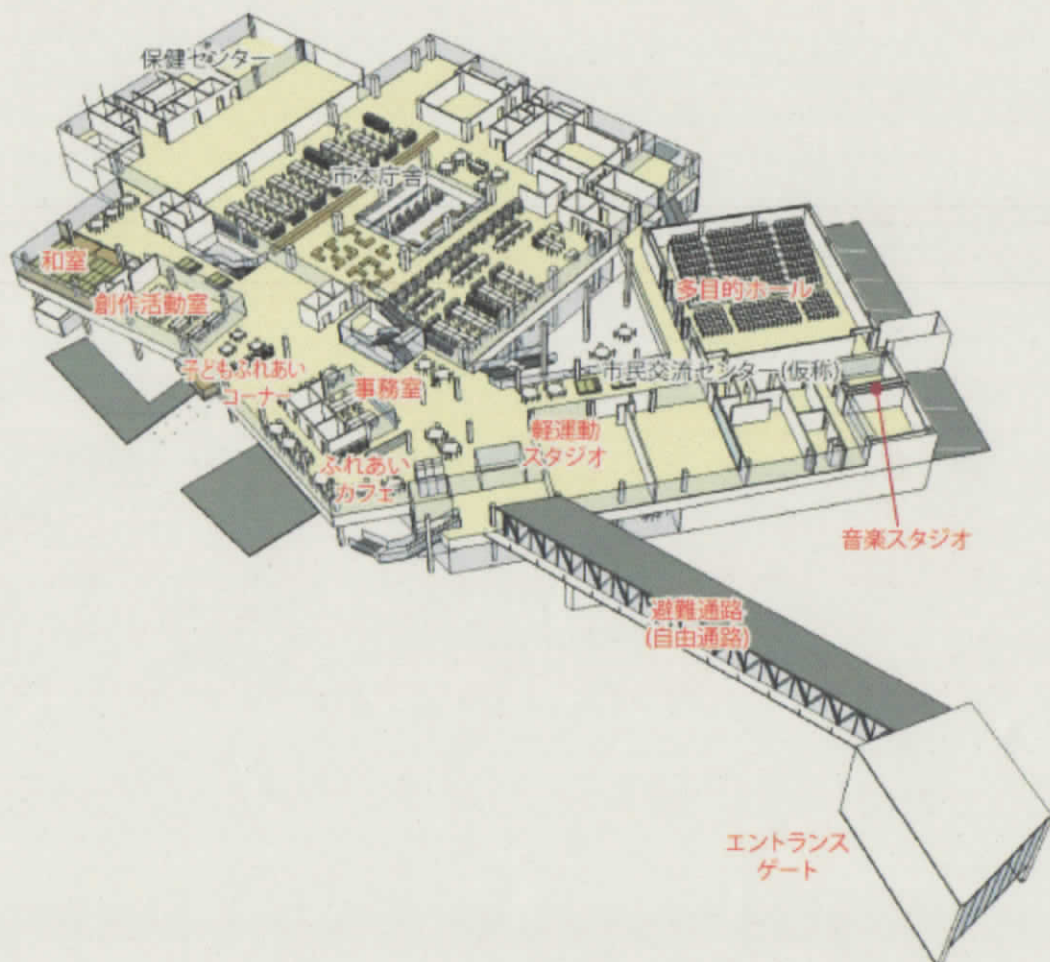 保健センター
市本庁舎
和室
創作活動室
多目的ホール
子どもふれあい
コーナー
事務室
市民交流センター(仮称)
軽運動
スタジオ
ふれあい
カフェ
音楽スタジオ
避難通路
(自由通路)
エントランス
ゲート